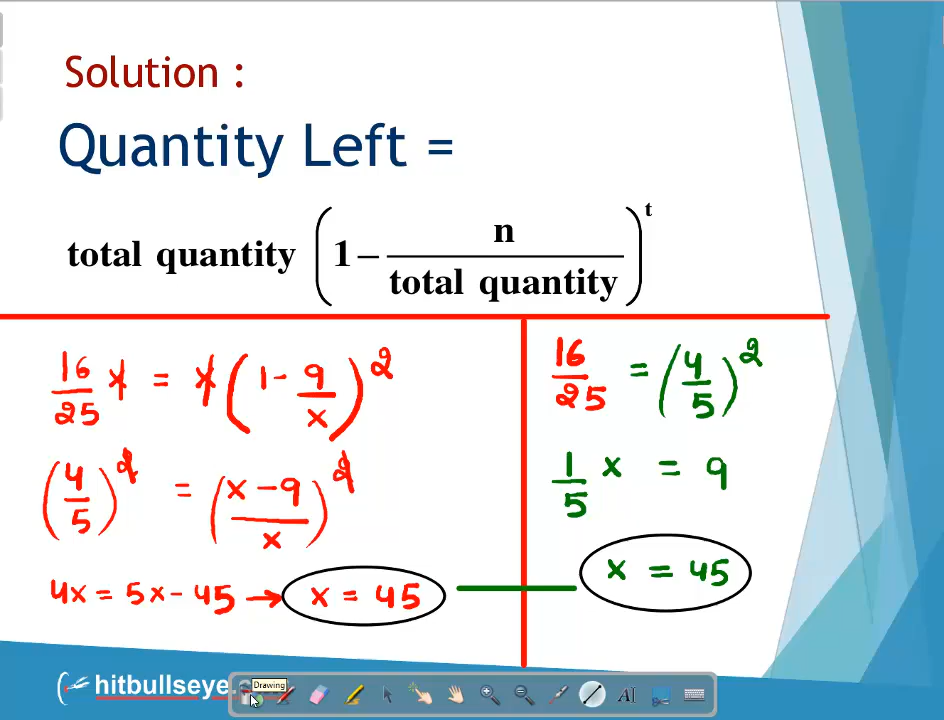 Solution :
Quantity Left =
total quantity (1 − n/total quantity)^t
16/25 x = x (1 - 9/x)^2
(4/5)^2 = (x - 9/x)^2
4x = 5x - 45 → x = 45
16/25 = (4/5)^2
1/5 x = 9
x = 45
Drawing
hitbullseye.
AI